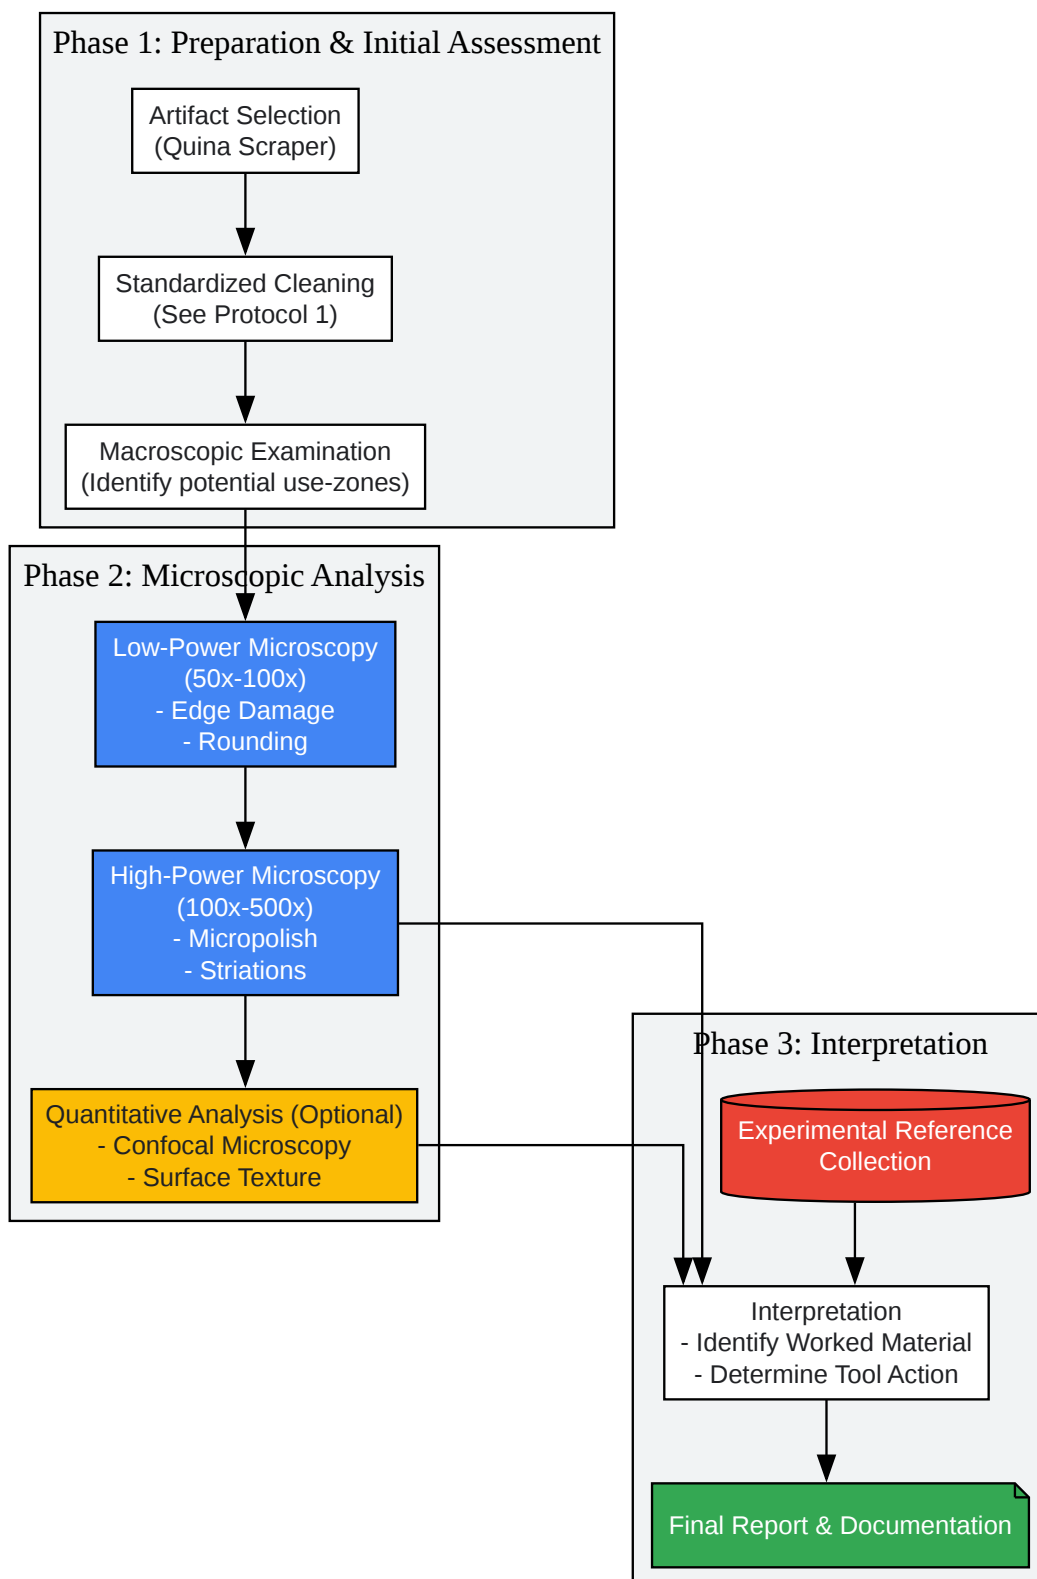 Phase 1: Preparation & Initial Assessment
Artifact Selection
(Quina Scraper)
Standardized Cleaning
(See Protocol 1)
Macroscopic Examination
(Identify potential use-zones)
Phase 2: Microscopic Analysis
Low-Power Microscopy
(50x-100x)
- Edge Damage
- Rounding
High-Power Microscopy
(100x-500x)
- Micropolish
- Striations
Quantitative Analysis (Optional)
- Confocal Microscopy
- Surface Texture
Phase 3: Interpretation
Experimental Reference
Collection
Interpretation
- Identify Worked Material
- Determine Tool Action
Final Report & Documentation